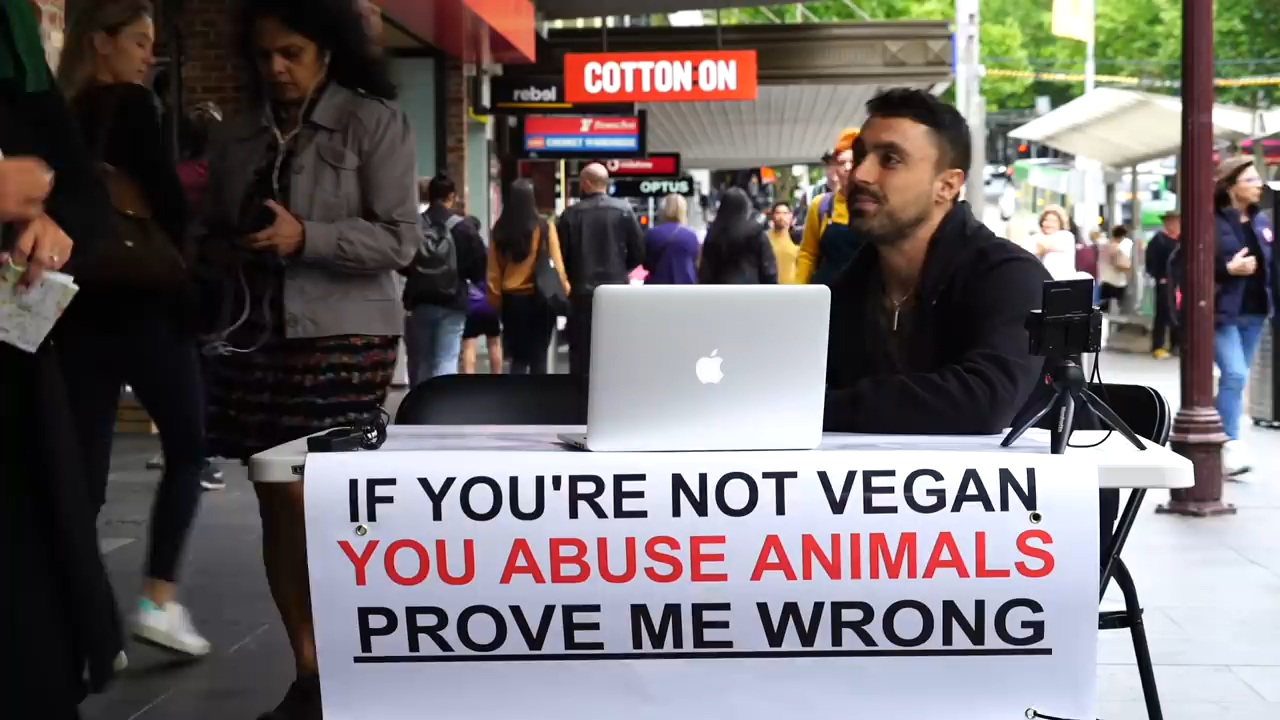 COTTON:ON
rebel
OPTUS
IF YOU'RE NOT VEGAN
YOU ABUSE ANIMALS
PROVE ME WRONG